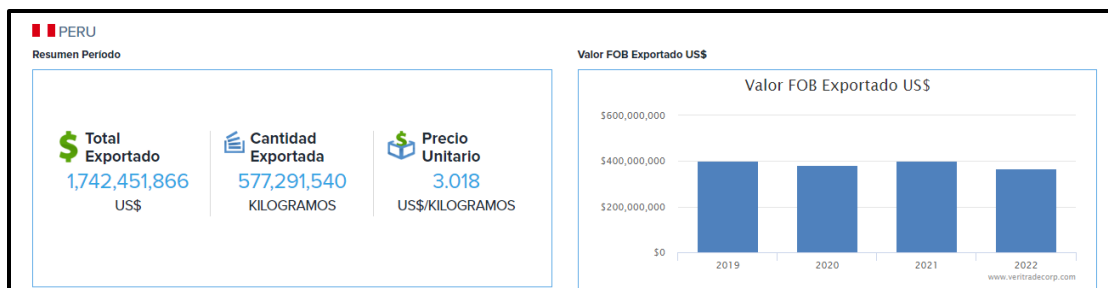 PERU
Resumen Período
Total
Exportado
1,742,451,866
US$
Cantidad
Exportada
577,291,540
KILOGRAMOS
Precio
Unitario
3.018
US$/KILOGRAMOS
Valor FOB Exportado US$
Valor FOB Exportado US$
$600,000,000
$400,000,000
$200,000,000
$0
2019
2020
2021
2022
www.veritradecorp.com